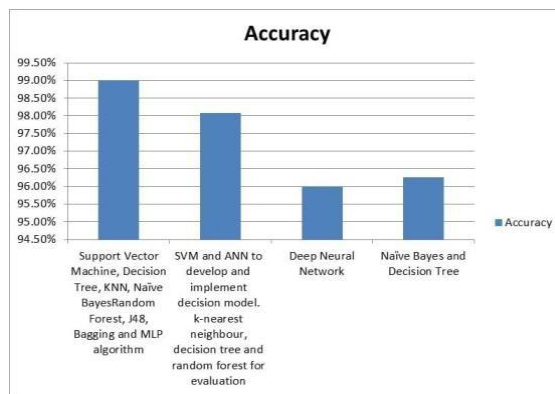 Accuracy
99.50%
99.00%
98.50%
98.00%
97.50%
97.00%
96.50%
96.00%
95.50%
95.00%
94.50%
Support Vector
Machine, Decision
Tree, KNN, Naïve
BayesRandom
Forest, J48,
Bagging and MLP
algorithm
SVM and ANN to
develop and
implement
decision model.
k-nearest
neighbour,
decision tree and
random forest for
evaluation
Deep Neural
Network
Naïve Bayes and
Decision Tree
Accuracy